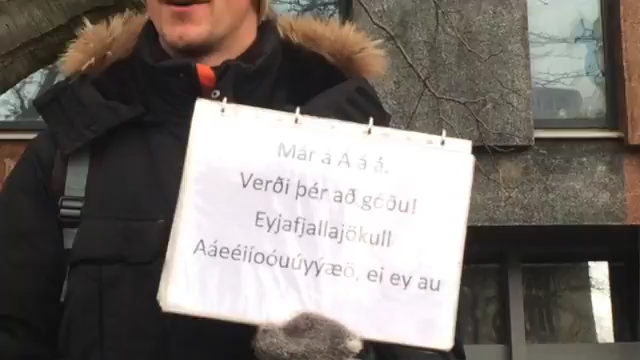 Már á Á á á.
Verði þér að góðu!
Eyjafjallajökull
Aáeéiíoóuúyýæö, ei ey au